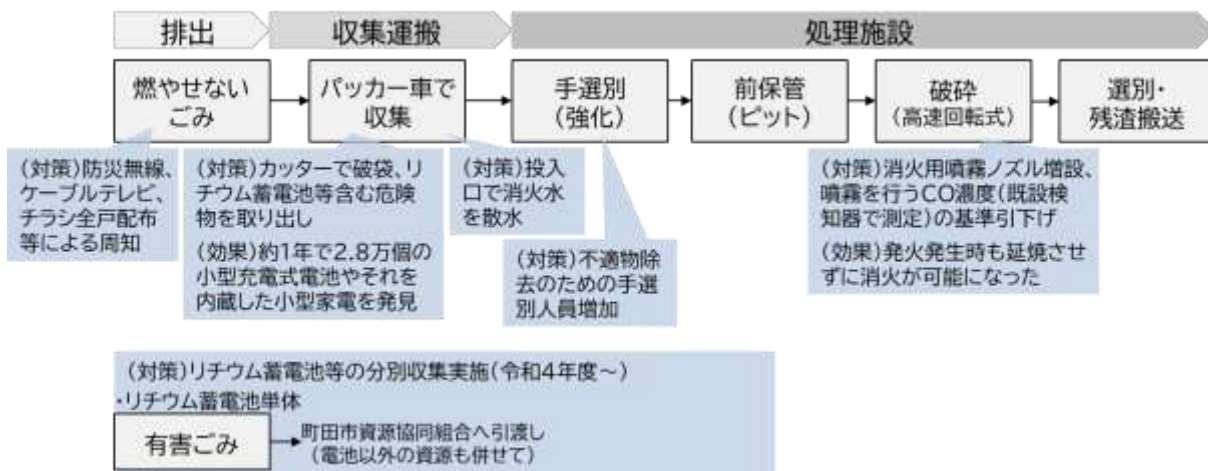 排出
収集運搬
処理施設
燃やせない
ごみ
パッカー車で
収集
手選別
（強化）
前保管
（ピット）
破砕
（高速回転式）
選別・
残渣搬送
（対策）防災無線、
ケーブルテレビ、
チラシ全戸配布
等による周知
（対策）カッターで破袋、リ
チウム蓄電池等含む危険
物を取り出し
（効果）約1年で2.8万個の
小型充電式電池やそれを
内蔵した小型家電を発見
（対策）投入
口で消火水
を散水
（対策）不適物除
去のための手選
別人員増加
（対策）消火用噴霧ノズル増設、
噴霧を行うCO濃度（既設検
知器で測定）の基準引下げ
（効果）発火発生時も延焼させ
ずに消火が可能になった
（対策）リチウム蓄電池等の分別収集実施（令和4年度～）
・リチウム蓄電池単体
有害ごみ
町田市資源協同組合へ引渡し
（電池以外の資源も併せて）